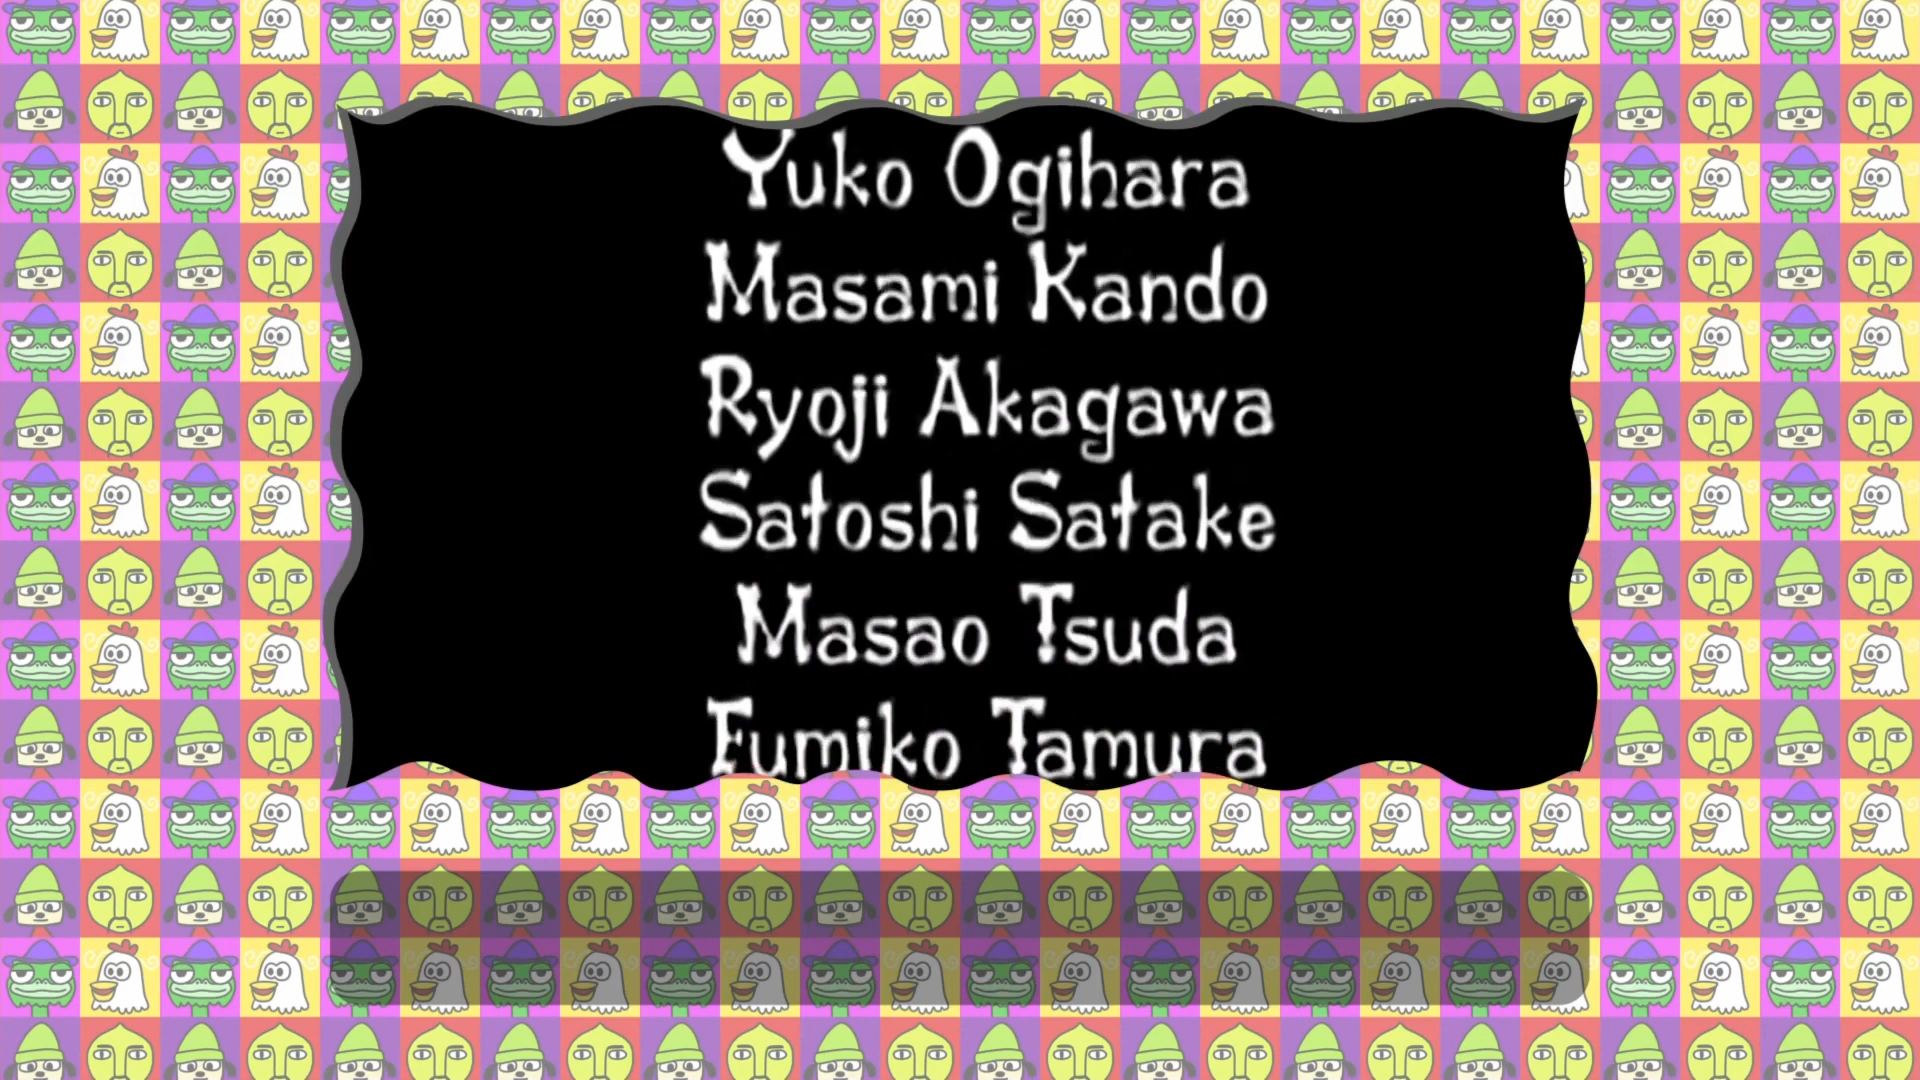 Yuko Ogihara
Masami Kando
Ryoji Akagawa
Satoshi Satake
Masao Tsuda
Fumiko Tamura